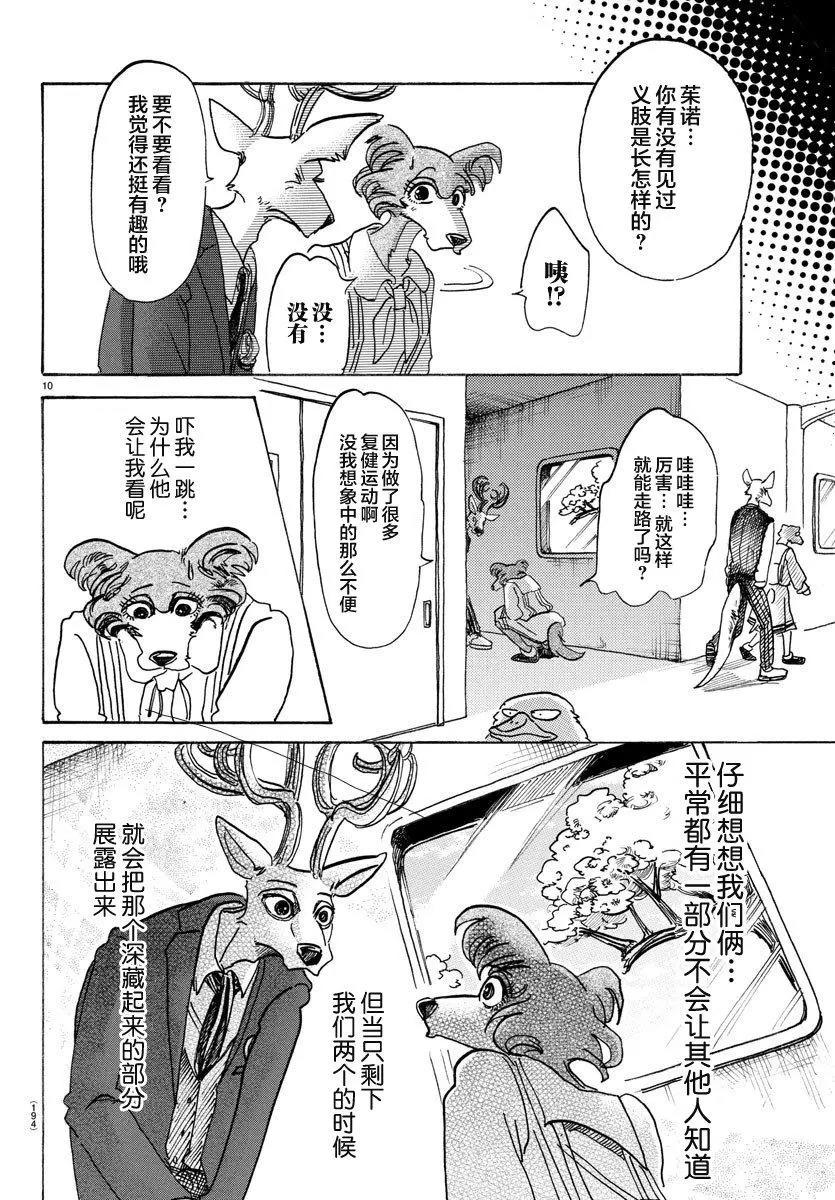 茱诺…
你有没有见过
义肢是长怎样的？
咦!?
没…
没有
要不要看看？
我觉得还挺有趣的哦
10
哇哇哇…
厉害…就这样
就能走路了吗？
因为做了很多
复健运动啊
没我想象中的那么不便
吓我一跳…
为什么他
会让我看呢
仔细想想我们俩…
平常都有一部分不会让其他人知道
但当只剩下
我们两个的时候
就会把那个深藏起来的部分
展露出来
(194)